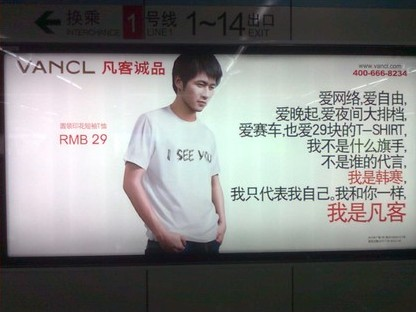 换乘
INTERCHANGE
1 号线
LINE 1
1~14 出口
EXIT
VANCL 凡客诚品
www.vancl.com
400-666-8234
RMB 29
I SEE YOU
爱网络,爱自由,
爱晚起,爱夜间大排档,
爱赛车,也爱29块的T-SHIRT,
我不是什么旗手,
不是谁的代言,
我是韩寒,
我只代表我自己。我和你一样,
我是凡客